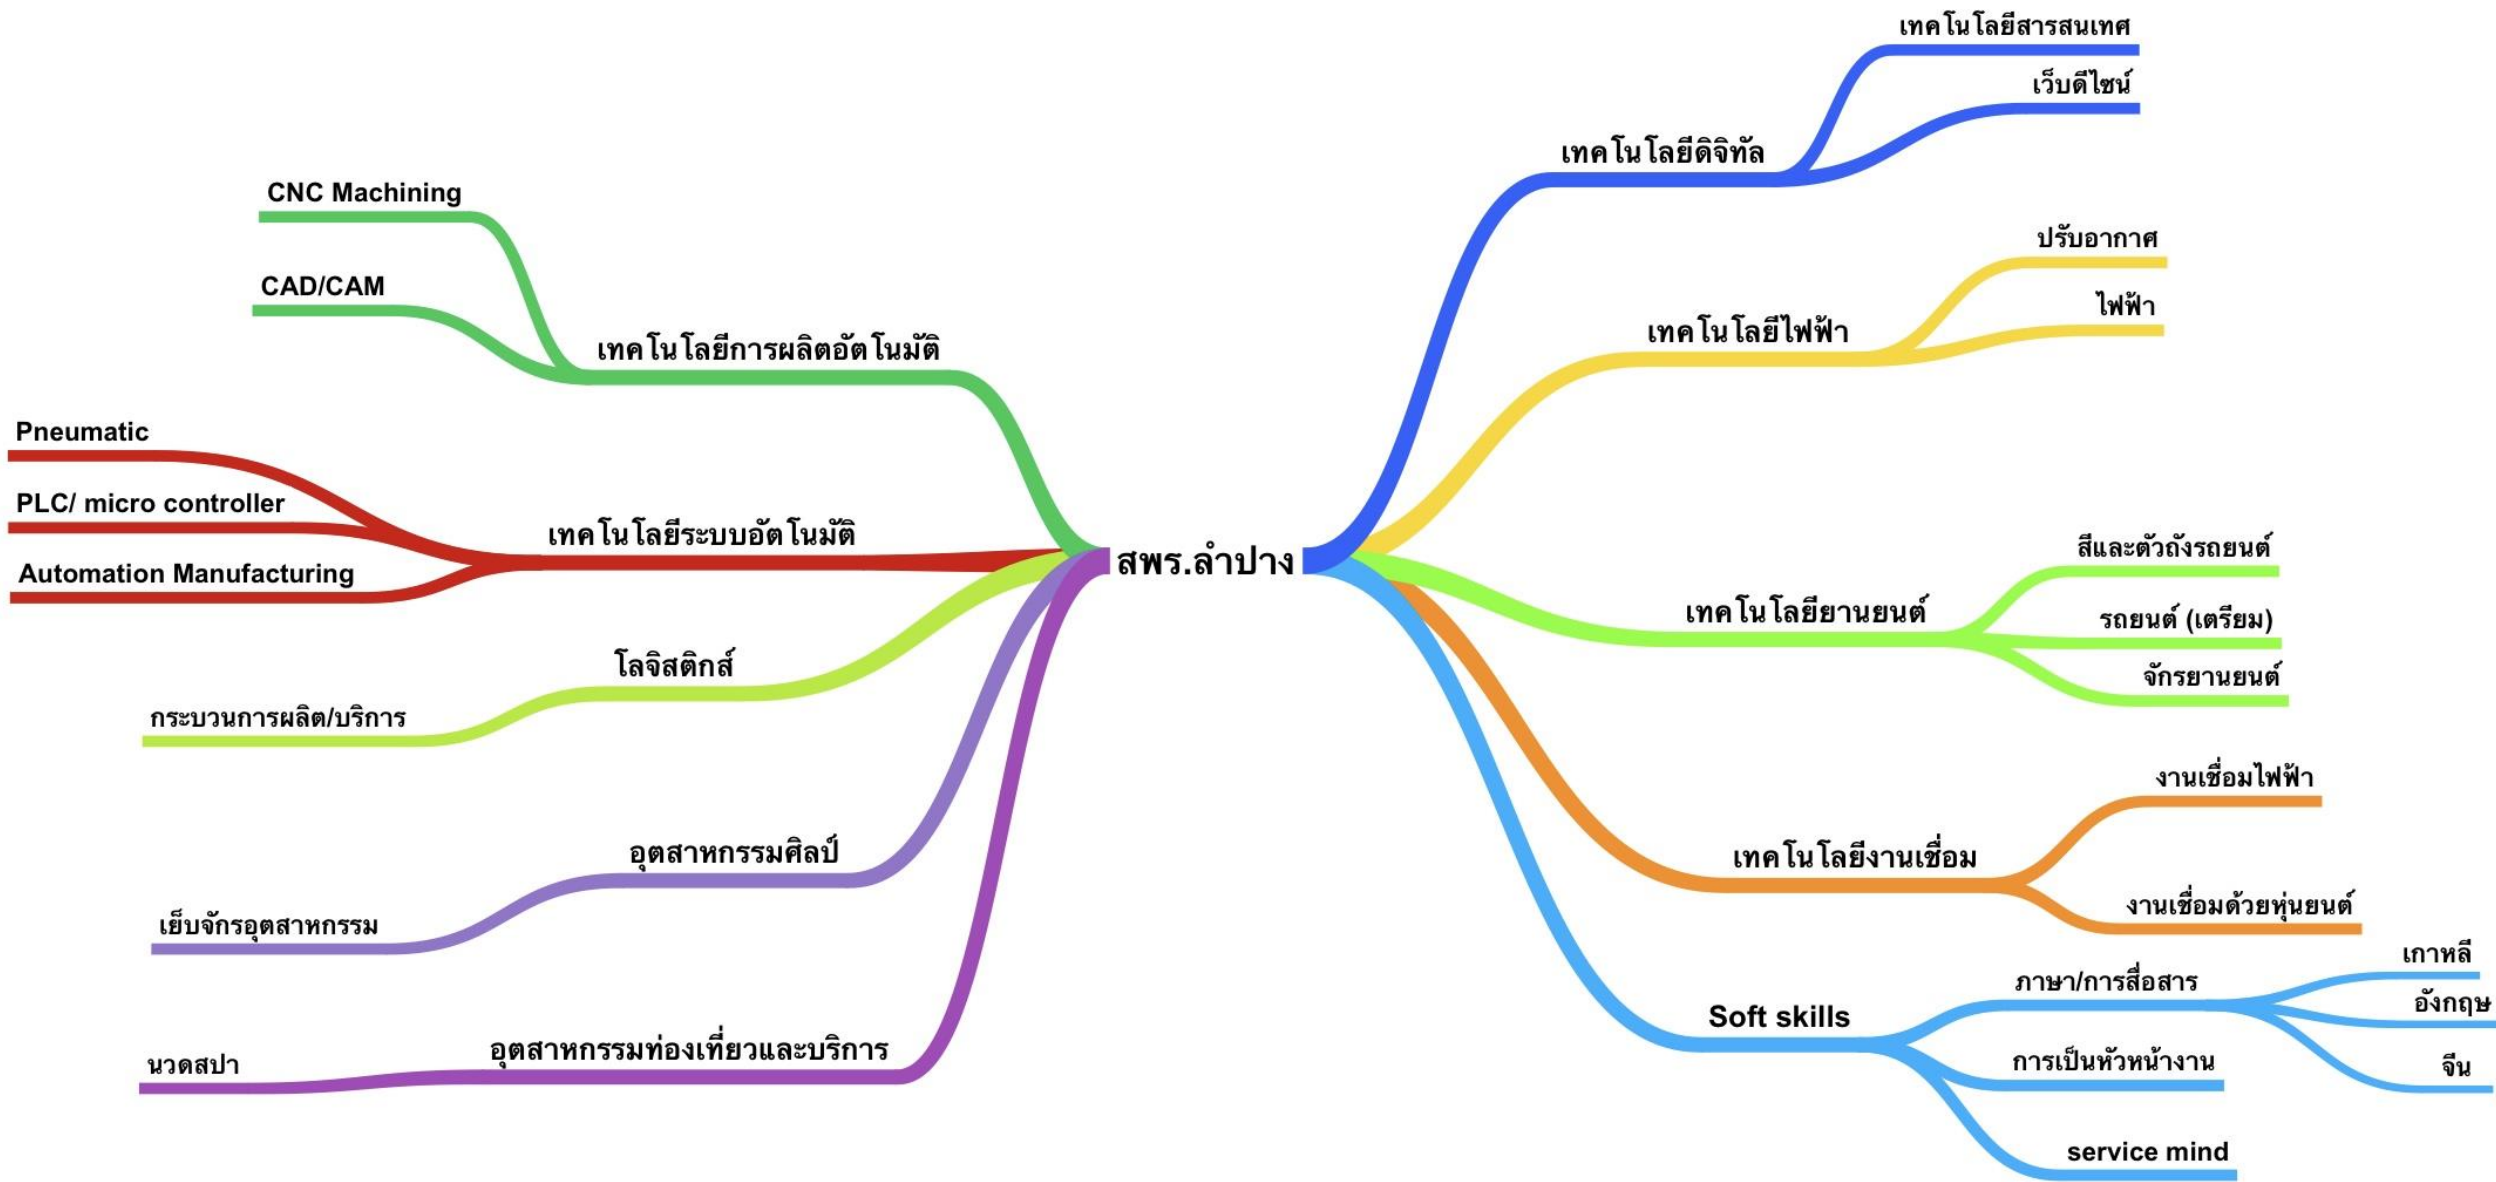 สพร.ลำปาง
เทคโนโลยีดิจิทัล
เทคโนโลยีสารสนเทศ
เว็บดีไซน์
เทคโนโลยีไฟฟ้า
ปรับอากาศ
ไฟฟ้า
เทคโนโลยียานยนต์
สีและตัวถังรถยนต์
รถยนต์ (เตรียม)
จักรยานยนต์
เทคโนโลยีงานเชื่อม
งานเชื่อมไฟฟ้า
งานเชื่อมด้วยหุ่นยนต์
Soft skills
ภาษา/การสื่อสาร
เกาหลี
อังกฤษ
จีน
การเป็นหัวหน้างาน
service mind
เทคโนโลยีการผลิตอัตโนมัติ
CNC Machining
CAD/CAM
เทคโนโลยีระบบอัตโนมัติ
Pneumatic
PLC/ micro controller
Automation Manufacturing
โลจิสติกส์
กระบวนการผลิต/บริการ
อุตสาหกรรมศิลป์
เย็บจักรอุตสาหกรรม
อุตสาหกรรมท่องเที่ยวและบริการ
นวดสปา